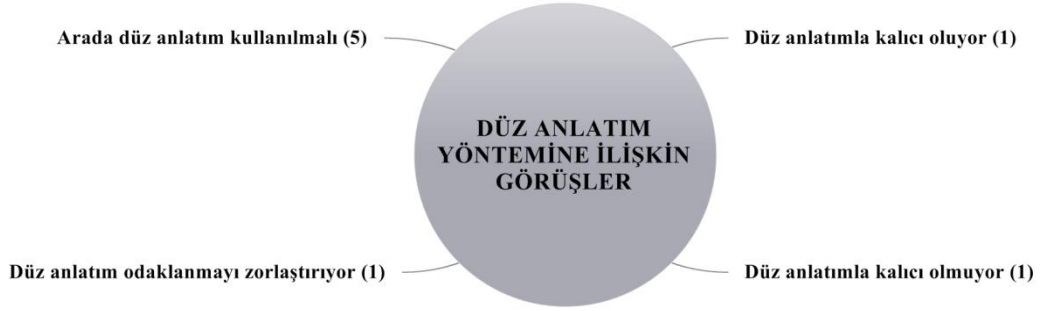 Arada düz anlatım kullanılmalı (5)
Düz anlatımla kalıcı oluyor (1)
DÜZ ANLATIM
YÖNTEMİNE İLİŞKİN
GÖRÜŞLER
Düz anlatım odaklanmayı zorlaştırıyor (1)
Düz anlatımla kalıcı olmuyor (1)